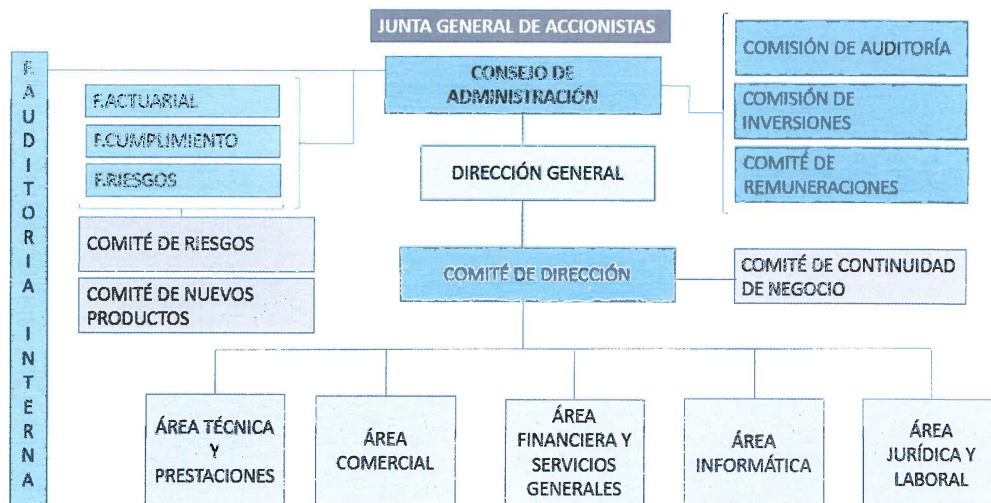 JUNTA GENERAL DE ACCIONISTAS
F. AUDITORIA INTERNA
CONSEJO DE
ADMINISTRACIÓN
COMISIÓN DE AUDITORÍA
COMISIÓN DE
INVERSIONES
COMITÉ DE
REMUNERACIONES
F.ACTUARIAL
F.CUMPLIMIENTO
F.RIESGOS
DIRECCIÓN GENERAL
COMITÉ DE RIESGOS
COMITÉ DE NUEVOS
PRODUCTOS
COMITÉ DE DIRECCIÓN
COMITÉ DE CONTINUIDAD
DE NEGOCIO
ÁREA TÉCNICA
Y
PRESTACIONES
ÁREA
COMERCIAL
ÁREA
FINANCIERA Y
SERVICIOS
GENERALES
ÁREA
INFORMÁTICA
ÁREA
JURÍDICA Y
LABORAL